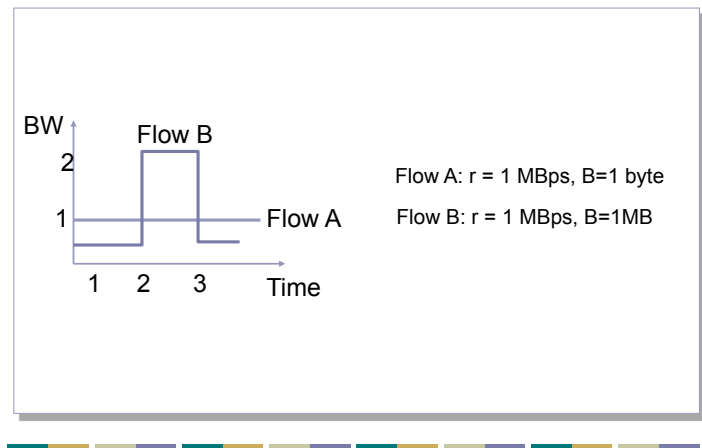 BW
Flow B
2
Flow A: r = 1 MBps, B=1 byte
1
Flow A
Flow B: r = 1 MBps, B=1MB
1 2 3 Time